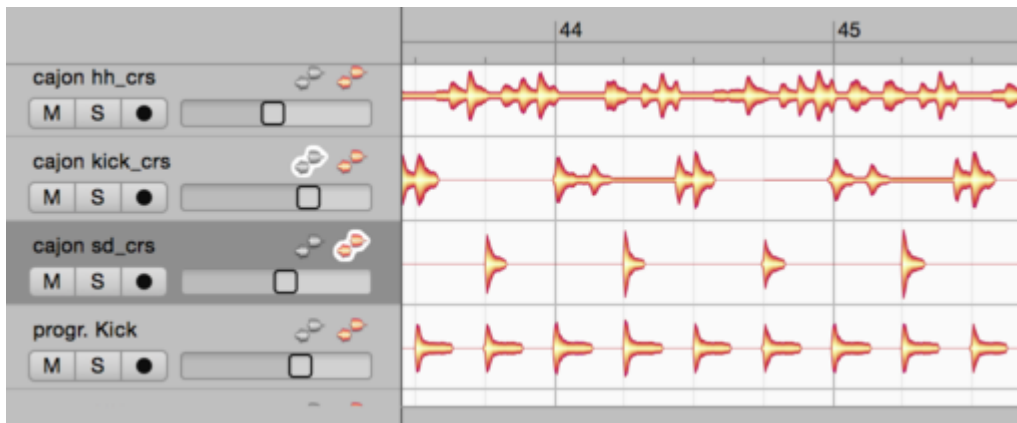 44 45
cajon hh_crs
M S
cajon kick_crs
M S
cajon sd_crs
M S
progr. Kick
M S